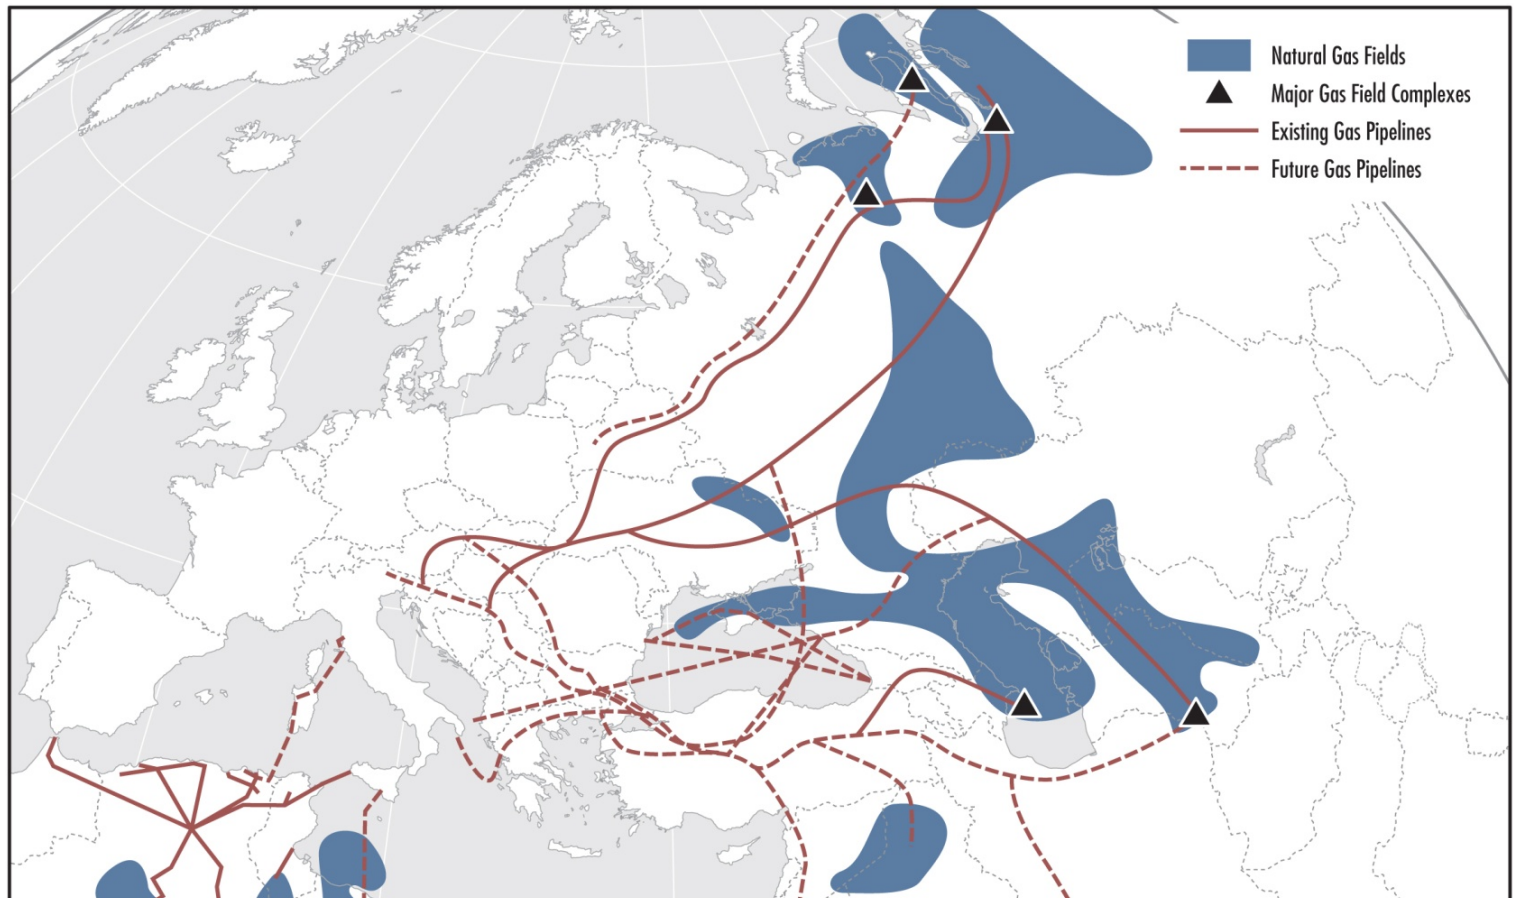 Natural Gas Fields
Major Gas Field Complexes
Existing Gas Pipelines
Future Gas Pipelines